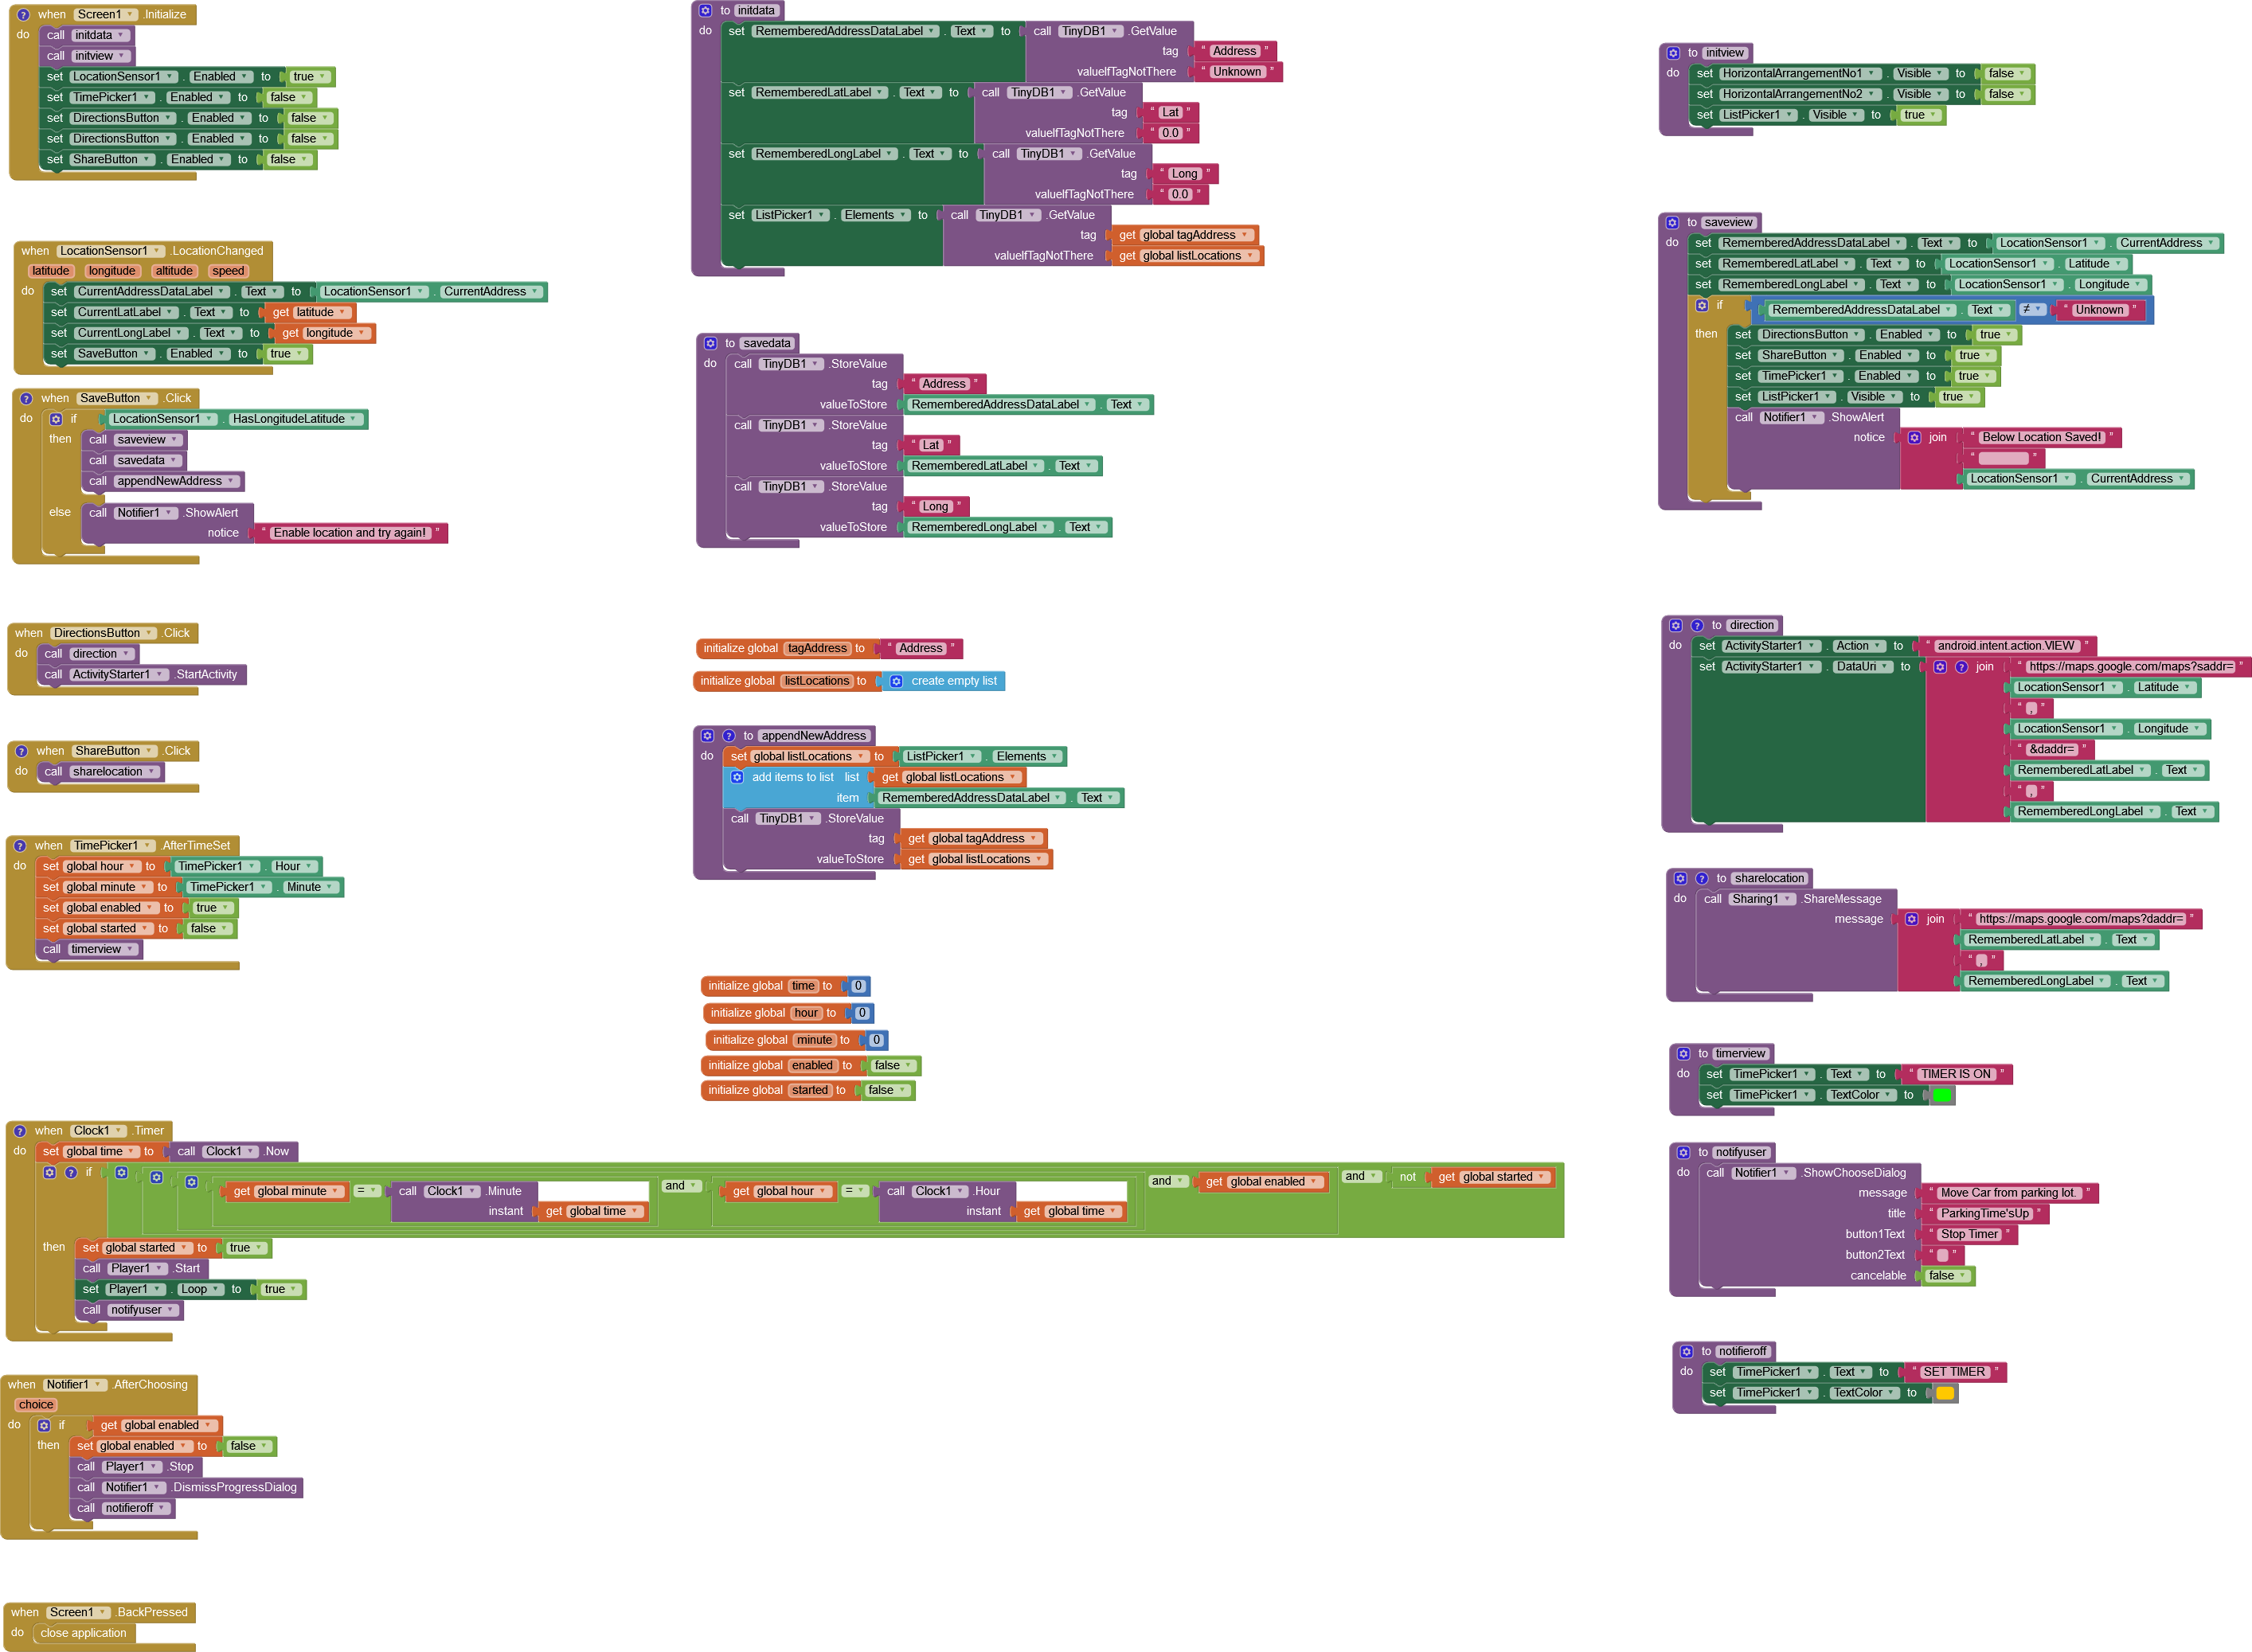 when Screen1 .Initialize
do call initdata
call initview
set LocationSensor1 . Enabled to true
set TimePicker1 . Enabled to false
set DirectionsButton . Enabled to false
set DirectionsButton . Enabled to false
set ShareButton . Enabled to false
when LocationSensor1 .LocationChanged
latitude longitude altitude speed
do set CurrentAddressDataLabel . Text to LocationSensor1 . CurrentAddress
set CurrentLatLabel . Text to get latitude
set CurrentLongLabel . Text to get longitude
set SaveButton . Enabled to true
when SaveButton .Click
do if LocationSensor1 . HasLongitudeLatitude
then call saveview
call savedata
call appendNewAddress
else call Notifier1 .ShowAlert
notice “ Enable location and try again! ”
when DirectionsButton .Click
do call direction
call ActivityStarter1 .StartActivity
when ShareButton .Click
do call sharelocation
when TimePicker1 .AfterTimeSet
do set global hour to TimePicker1 . Hour
set global minute to TimePicker1 . Minute
set global enabled to true
set global started to false
call timerview
when Clock1 .Timer
do set global time to call Clock1 .Now
if get global minute = call Clock1 .Minute and get global hour = call Clock1 .Hour and get global enabled and not get global started
instant get global time instant get global time
then set global started to true
call Player1 .Start
set Player1 . Loop to true
call notifyuser
when Notifier1 .AfterChoosing
choice
do if get global enabled
then set global enabled to false
call Player1 .Stop
call Notifier1 .DismissProgressDialog
call notifieroff
when Screen1 .BackPressed
do close application
to initdata
do set RememberedAddressDataLabel . Text to call TinyDB1 .GetValue
tag “ Address ”
valueIfTagNotThere “ Unknown ”
set RememberedLatLabel . Text to call TinyDB1 .GetValue
tag “ Lat ”
valueIfTagNotThere “ 0.0 ”
set RememberedLongLabel . Text to call TinyDB1 .GetValue
tag “ Long ”
valueIfTagNotThere “ 0.0 ”
set ListPicker1 . Elements to call TinyDB1 .GetValue
tag get global tagAddress
valueIfTagNotThere get global listLocations
to savedata
do call TinyDB1 .StoreValue
tag “ Address ”
valueToStore RememberedAddressDataLabel . Text
call TinyDB1 .StoreValue
tag “ Lat ”
valueToStore RememberedLatLabel . Text
call TinyDB1 .StoreValue
tag “ Long ”
valueToStore RememberedLongLabel . Text
initialize global tagAddress to “ Address ”
initialize global listLocations to create empty list
to appendNewAddress
do set global listLocations to ListPicker1 . Elements
add items to list list get global listLocations
item RememberedAddressDataLabel . Text
call TinyDB1 .StoreValue
tag get global tagAddress
valueToStore get global listLocations
initialize global time to 0
initialize global hour to 0
initialize global minute to 0
initialize global enabled to false
initialize global started to false
to initview
do set HorizontalArrangementNo1 . Visible to false
set HorizontalArrangementNo2 . Visible to false
set ListPicker1 . Visible to true
to saveview
do set RememberedAddressDataLabel . Text to LocationSensor1 . CurrentAddress
set RememberedLatLabel . Text to LocationSensor1 . Latitude
set RememberedLongLabel . Text to LocationSensor1 . Longitude
if RememberedAddressDataLabel . Text ≠ “ Unknown ”
then set DirectionsButton . Enabled to true
set ShareButton . Enabled to true
set TimePicker1 . Enabled to true
set ListPicker1 . Visible to true
call Notifier1 .ShowAlert
notice join “ Below Location Saved! ”
“ ”
LocationSensor1 . CurrentAddress
to direction
do set ActivityStarter1 . Action to “ android.intent.action.VIEW ”
set ActivityStarter1 . DataUri to join “ https://maps.google.com/maps?saddr= ”
LocationSensor1 . Latitude
“ , ”
LocationSensor1 . Longitude
“ &daddr= ”
RememberedLatLabel . Text
“ , ”
RememberedLongLabel . Text
to sharelocation
do call Sharing1 .ShareMessage
message join “ https://maps.google.com/maps?daddr= ”
RememberedLatLabel . Text
“ , ”
RememberedLongLabel . Text
to timerview
do set TimePicker1 . Text to “ TIMER IS ON ”
set TimePicker1 . TextColor to
to notifyuser
do call Notifier1 .ShowChooseDialog
message “ Move Car from parking lot. ”
title “ ParkingTime'sUp ”
button1Text “ Stop Timer ”
button2Text “ ”
cancelable false
to notifieroff
do set TimePicker1 . Text to “ SET TIMER ”
set TimePicker1 . TextColor to